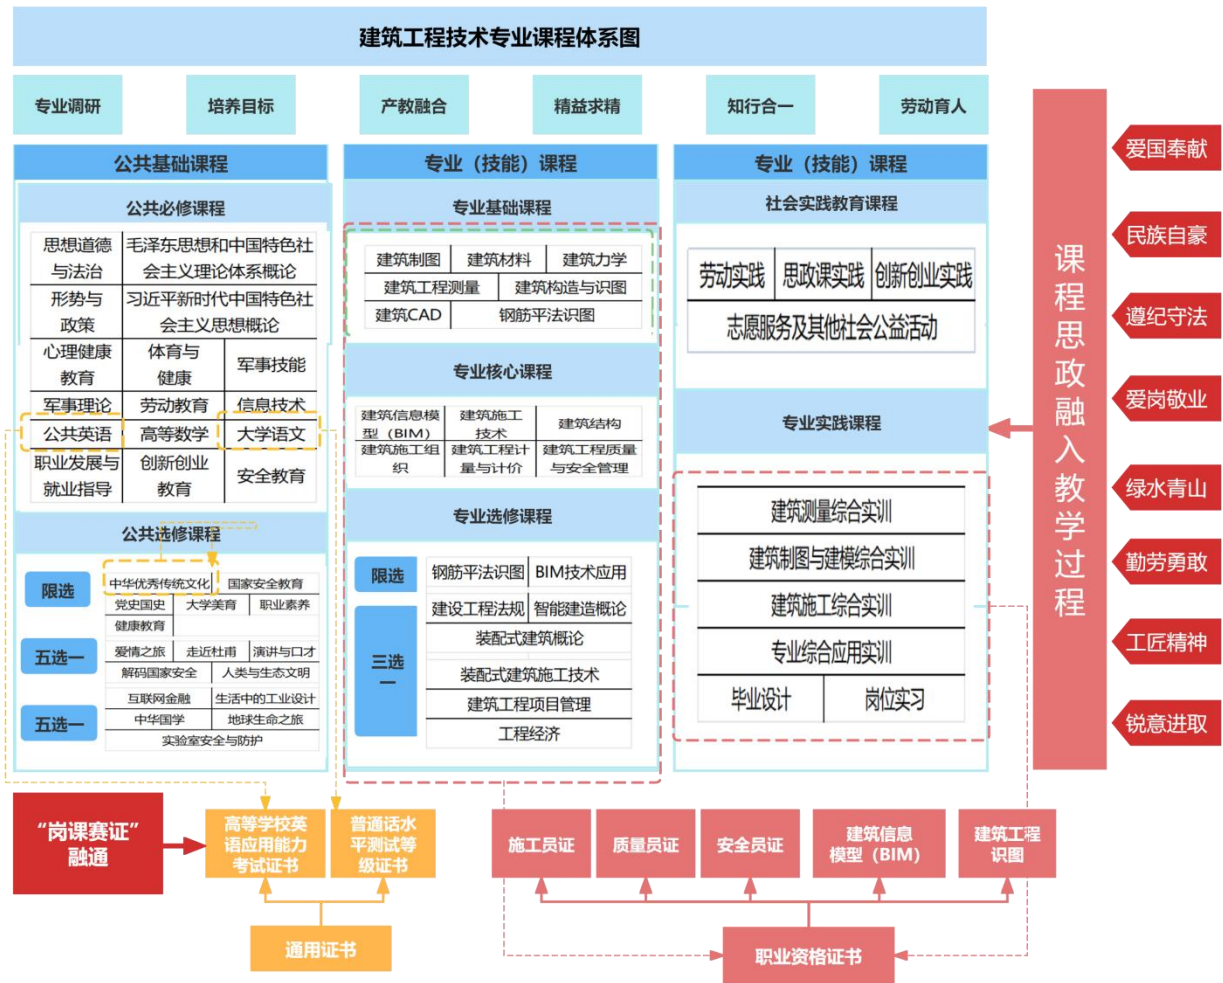 建筑工程技术专业课程体系图
专业调研
培养目标
产教融合
精益求精
知行合一
劳动育人
公共基础课程
公共必修课程
思想道德
与法治
毛泽东思想和中国特色社
会主义理论体系概论
形势与
政策
习近平新时代中国特色社
会主义思想概论
心理健康
教育
体育与
健康
军事技能
军事理论
劳动教育
信息技术
公共英语
高等数学
大学语文
职业发展与
就业指导
创新创业
教育
安全教育
公共选修课程
限选
中华优秀传统文化
国家安全教育
党史国史
大学美育
职业素养
健康教育
五选一
爱情之旅
走近杜甫
演讲与口才
解码国家安全
人类与生态文明
五选一
互联网金融
生活中的工业设计
中华国学
地球生命之旅
实验室安全与防护
专业（技能）课程
专业基础课程
建筑制图
建筑材料
建筑力学
建筑工程测量
建筑构造与识图
建筑CAD
钢筋平法识图
专业核心课程
建筑信息模
型（BIM）
建筑施工
技术
建筑结构
建筑施工组
织
建筑工程计
量与计价
建筑工程质量
与安全管理
专业选修课程
限选
钢筋平法识图
BIM技术应用
三选
一
建设工程法规
智能建造概论
装配式建筑概论
装配式建筑施工技术
建筑工程项目管理
工程经济
专业（技能）课程
社会实践教育课程
劳动实践
思政课实践
创新创业实践
志愿服务及其他社会公益活动
专业实践课程
建筑测量综合实训
建筑制图与建模综合实训
建筑施工综合实训
专业综合应用实训
毕业设计
岗位实习
课程思政融入教学过程
爱国奉献
民族自豪
遵纪守法
爱岗敬业
绿水青山
勤劳勇敢
工匠精神
锐意进取
“岗课赛证”
融通
高等学校英
语应用能力
考试证书
普通话水
平测试等
级证书
通用证书
施工员证
质量员证
安全员证
建筑信息
模型（BIM）
建筑工程
识图
职业资格证书